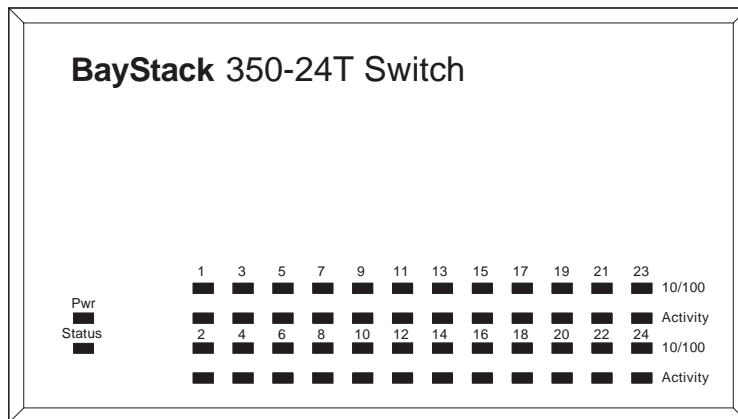 BayStack 350-24T Switch
1 3 5 7 9 11 13 15 17 19 21 23
10/100
Pwr
Activity
Status
2 4 6 8 10 12 14 16 18 20 22 24
10/100
Activity